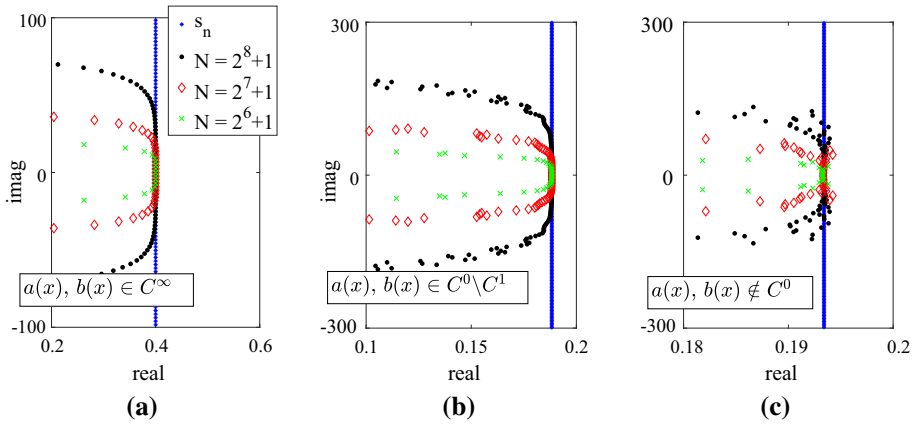 100
0
-100
imag
0.2
0.4
0.6
real
s_n
N = 2^8+1
N = 2^7+1
N = 2^6+1
a(x), b(x) ∈ C^∞
(a)
300
0
-300
imag
0.1
0.15
0.2
real
a(x), b(x) ∈ C^0\C^1
(b)
300
0
-300
0.18
0.19
0.2
real
a(x), b(x) ∉ C^0
(c)